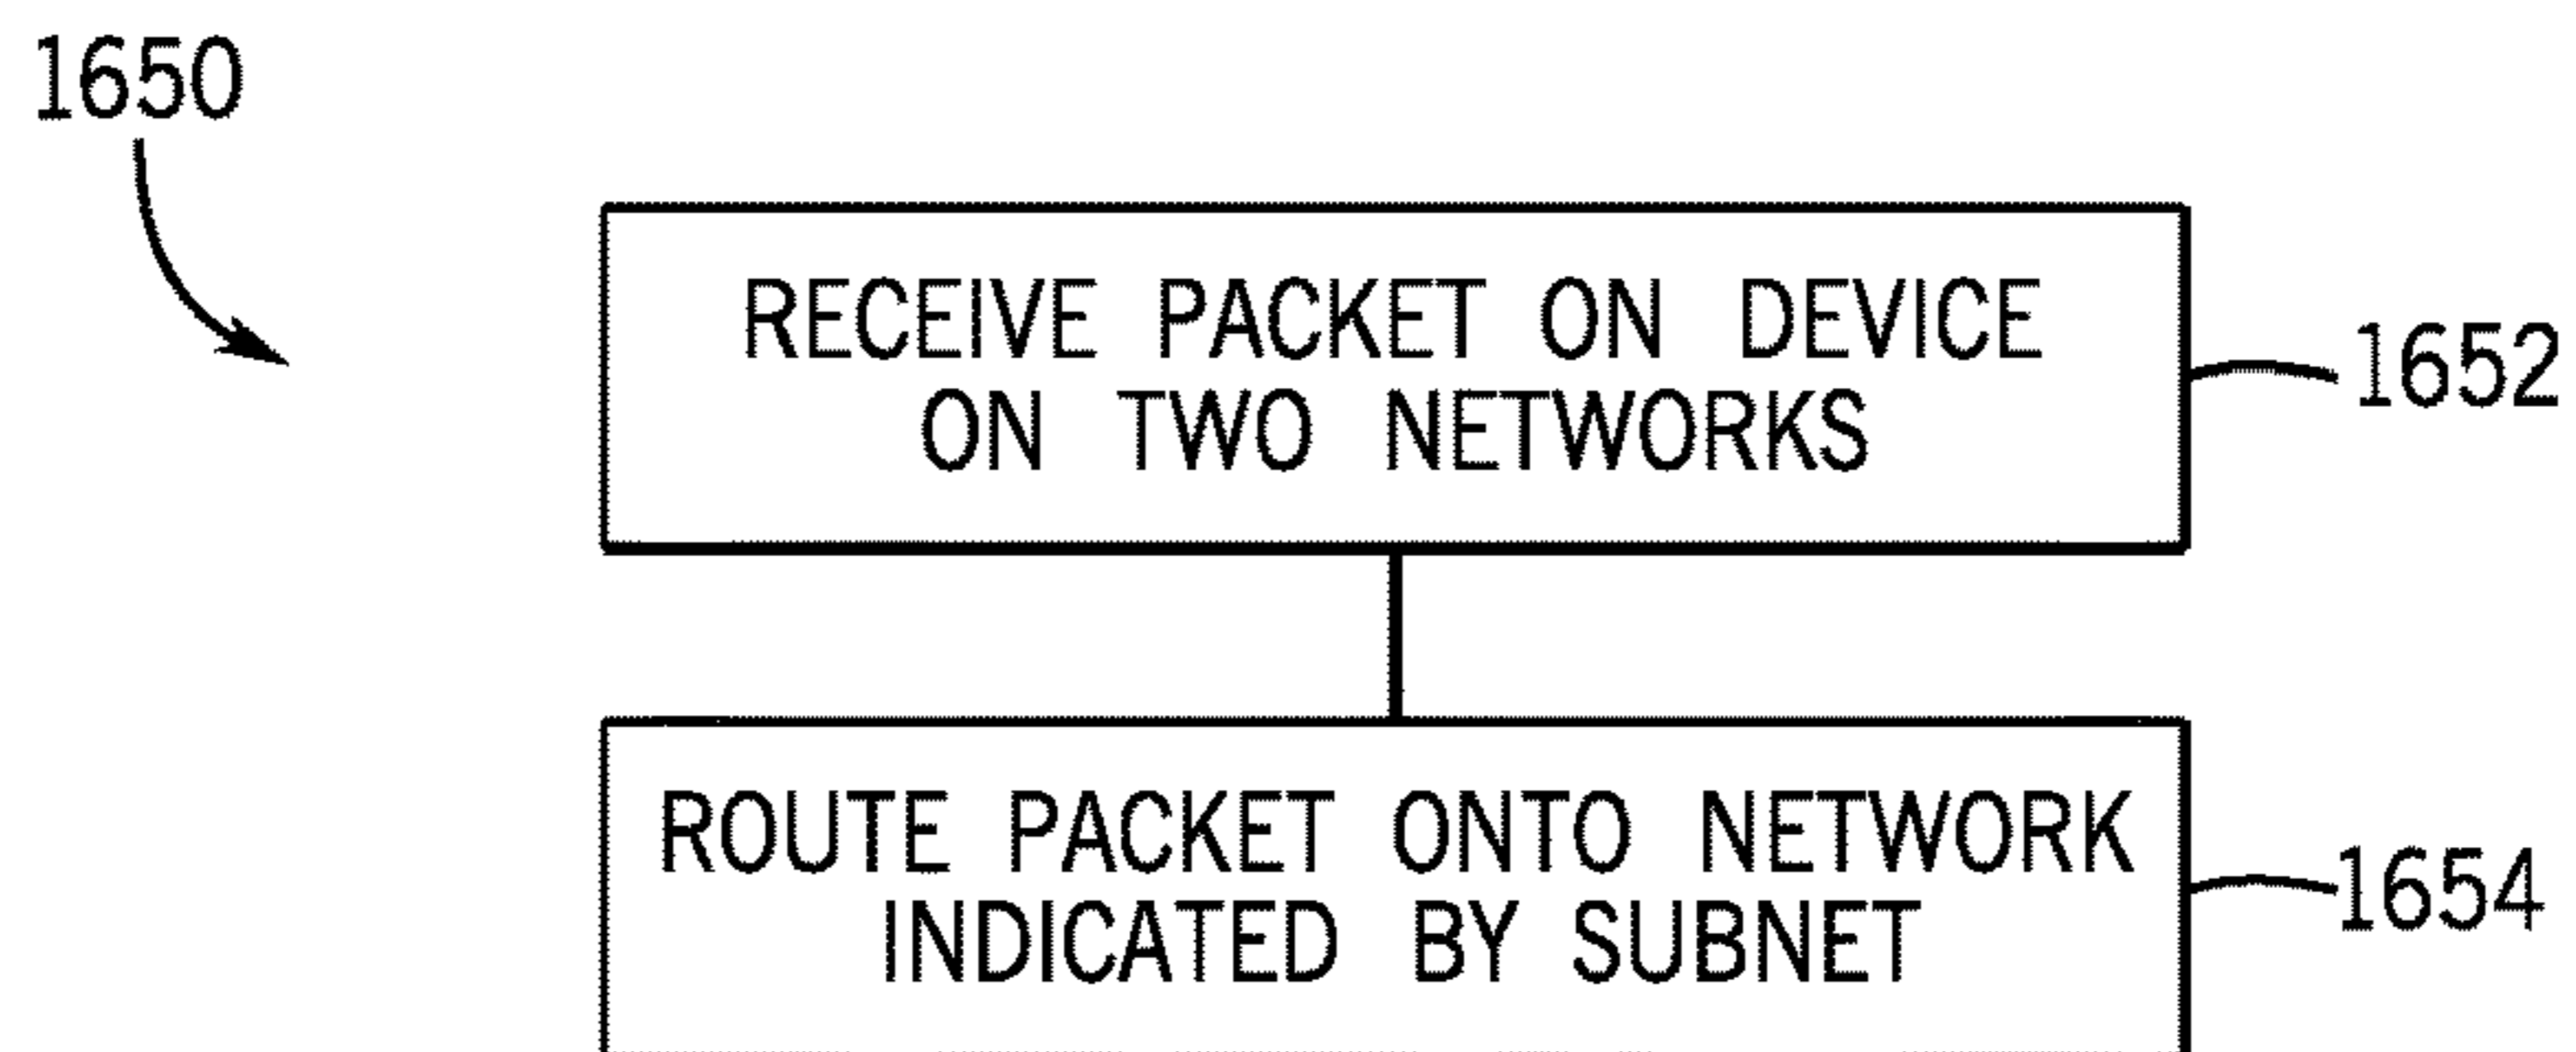 1650
RECEIVE PACKET ON DEVICE
ON TWO NETWORKS
1652
ROUTE PACKET ONTO NETWORK
INDICATED BY SUBNET
1654